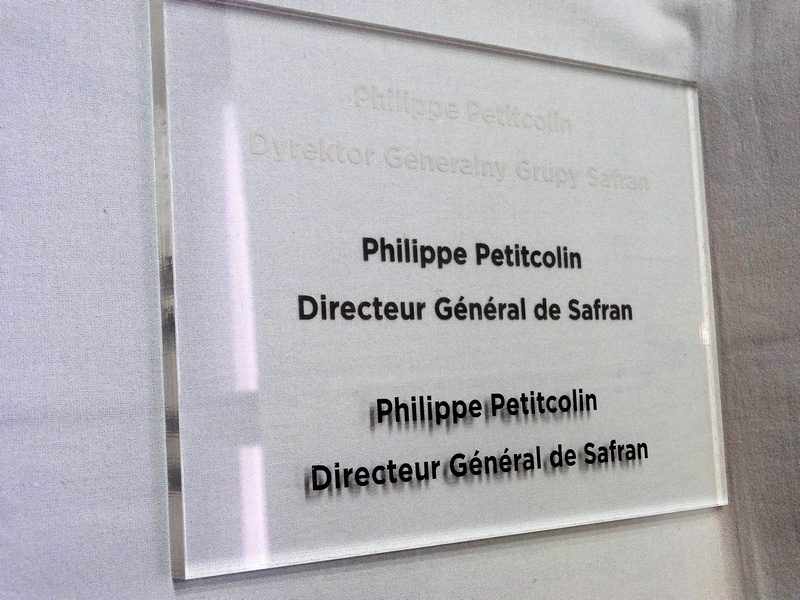 Philippe Petitcolin
Dyrektor Generalny Grupy Safran
Philippe Petitcolin
Directeur Général de Safran
Philippe Petitcolin
Directeur Général de Safran